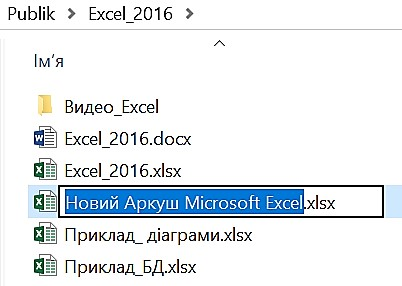 Publik > Excel_2016 >
Ім'я
Видео_Excel
Excel_2016.docx
Excel_2016.xlsx
Новий Аркуш Microsoft Excel.xlsx
Приклад_ діаграми.xlsx
Приклад_БД.xlsx